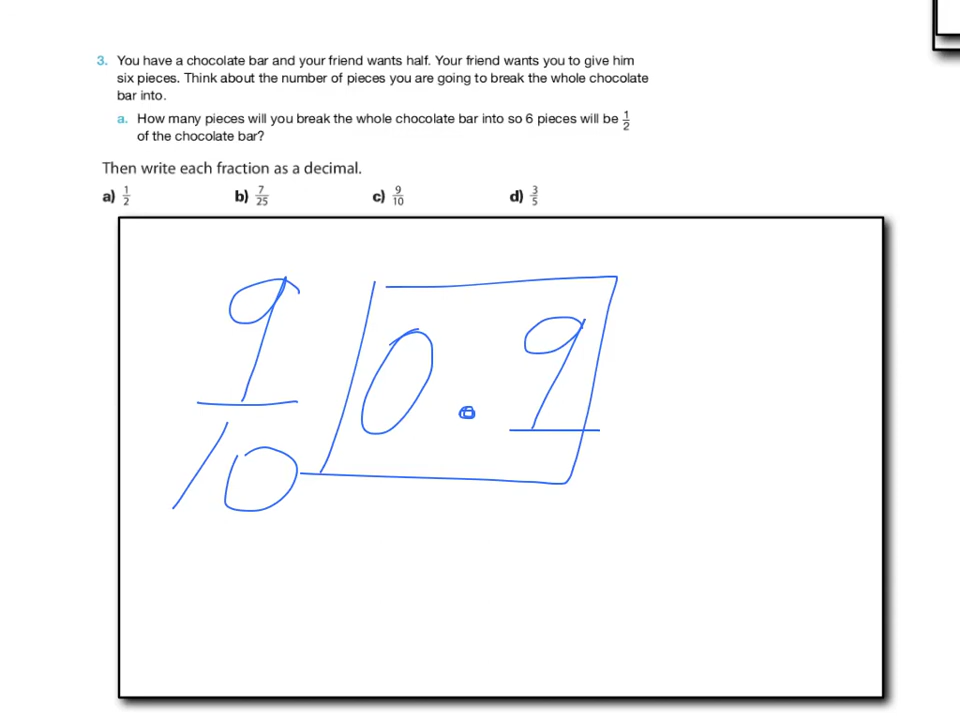 3. You have a chocolate bar and your friend wants half. Your friend wants you to give him
six pieces. Think about the number of pieces you are going to break the whole chocolate
bar into.
a. How many pieces will you break the whole chocolate bar into so 6 pieces will be 1/2
of the chocolate bar?
Then write each fraction as a decimal.
a) 1/2 b) 7/25 c) 9/10 d) 3/5
9/10 0.9